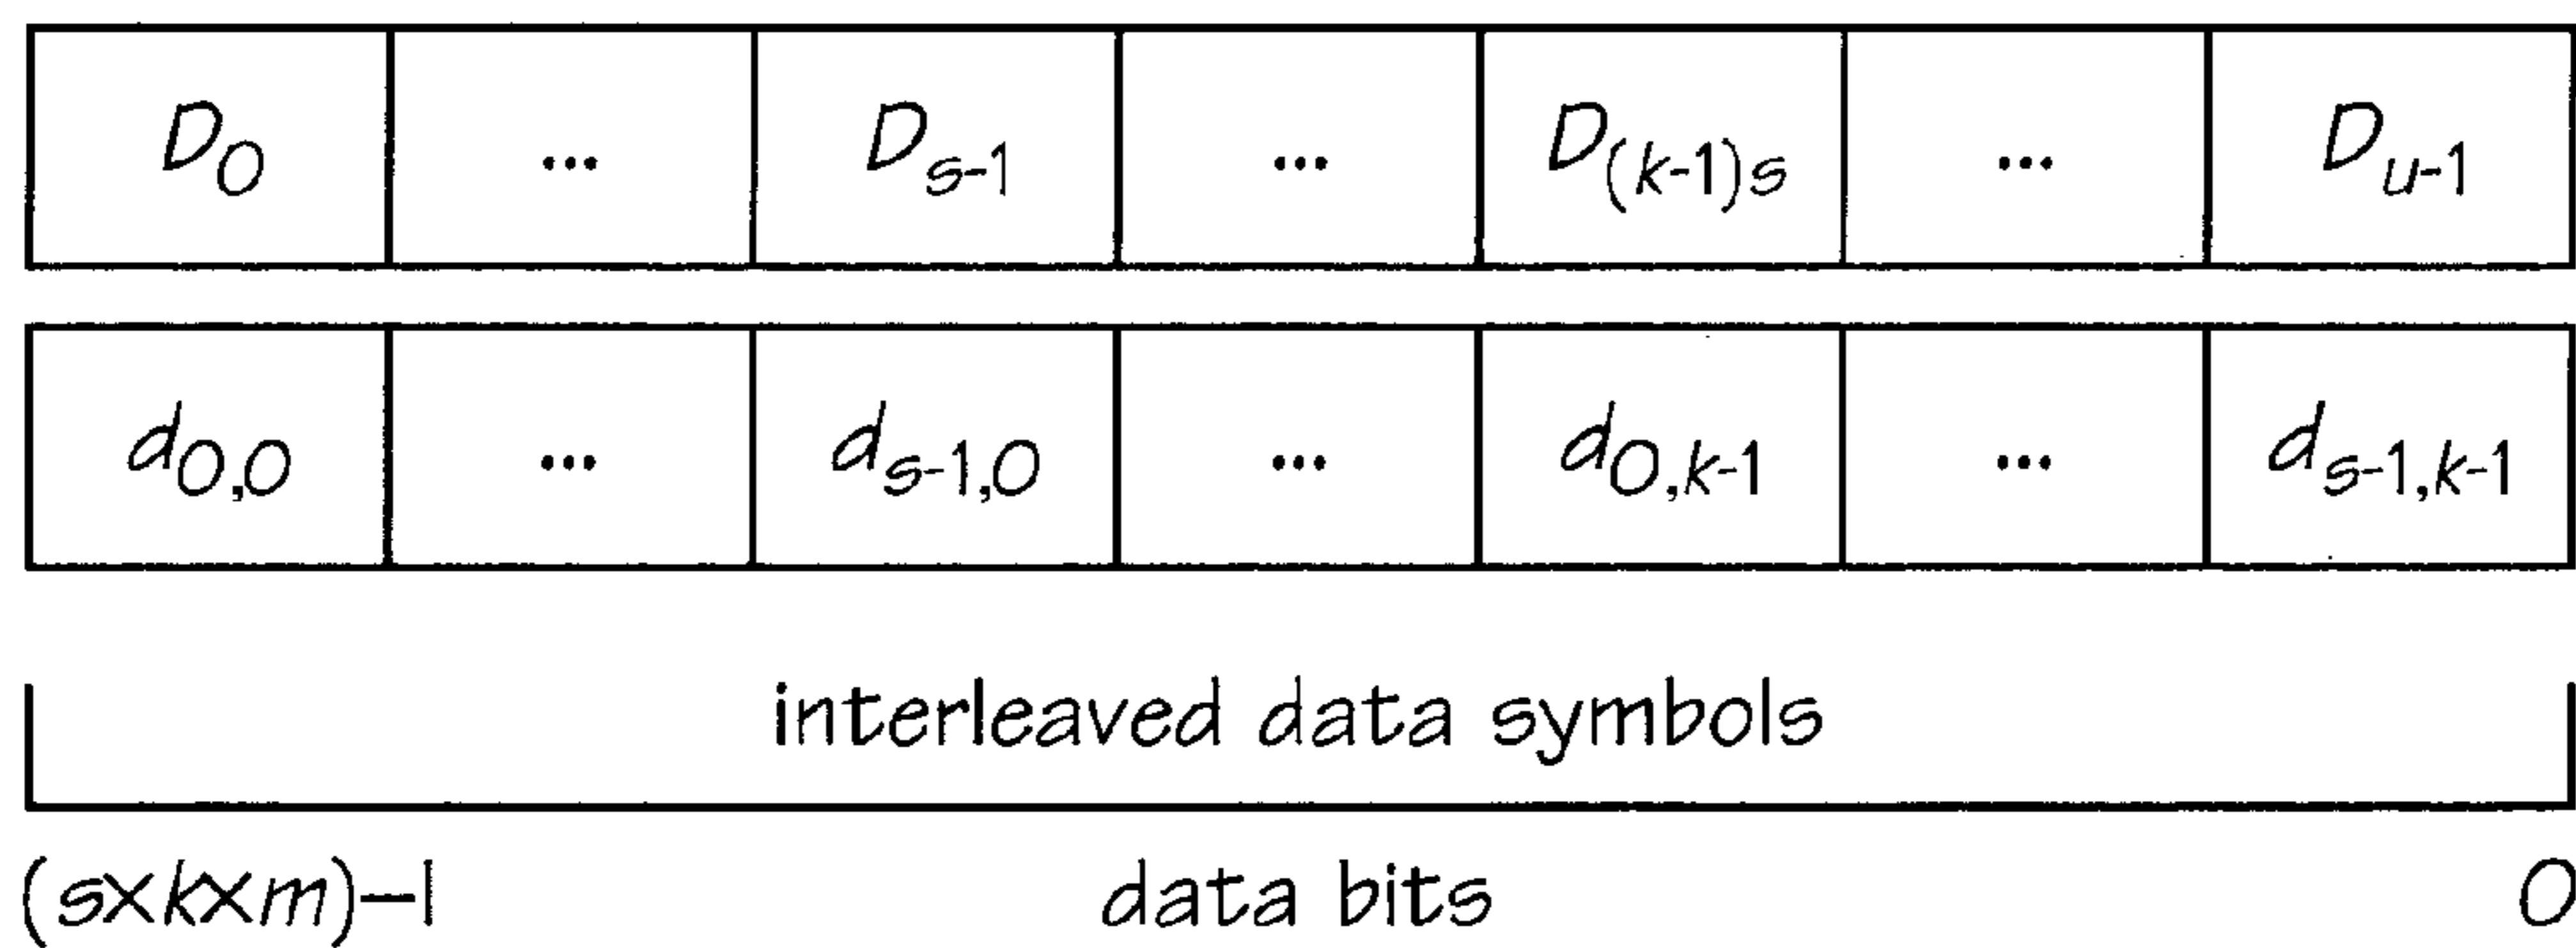 D0 ... Ds-1 ... D(k-1)s ... Du-1
d0,0 ... ds-1,0 ... d0,k-1 ... ds-1,k-1
interleaved data symbols
(s×k×m)–1 data bits 0